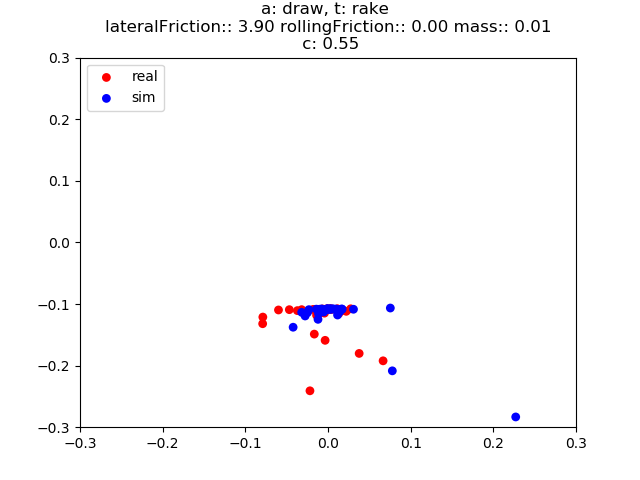 a: draw, t: rake
lateralFriction:: 3.90 rollingFriction:: 0.00 mass:: 0.01
c: 0.55
real
sim
0.3
0.2
0.1
0.0
−0.1
−0.2
−0.3
−0.3 −0.2 −0.1 0.0 0.1 0.2 0.3